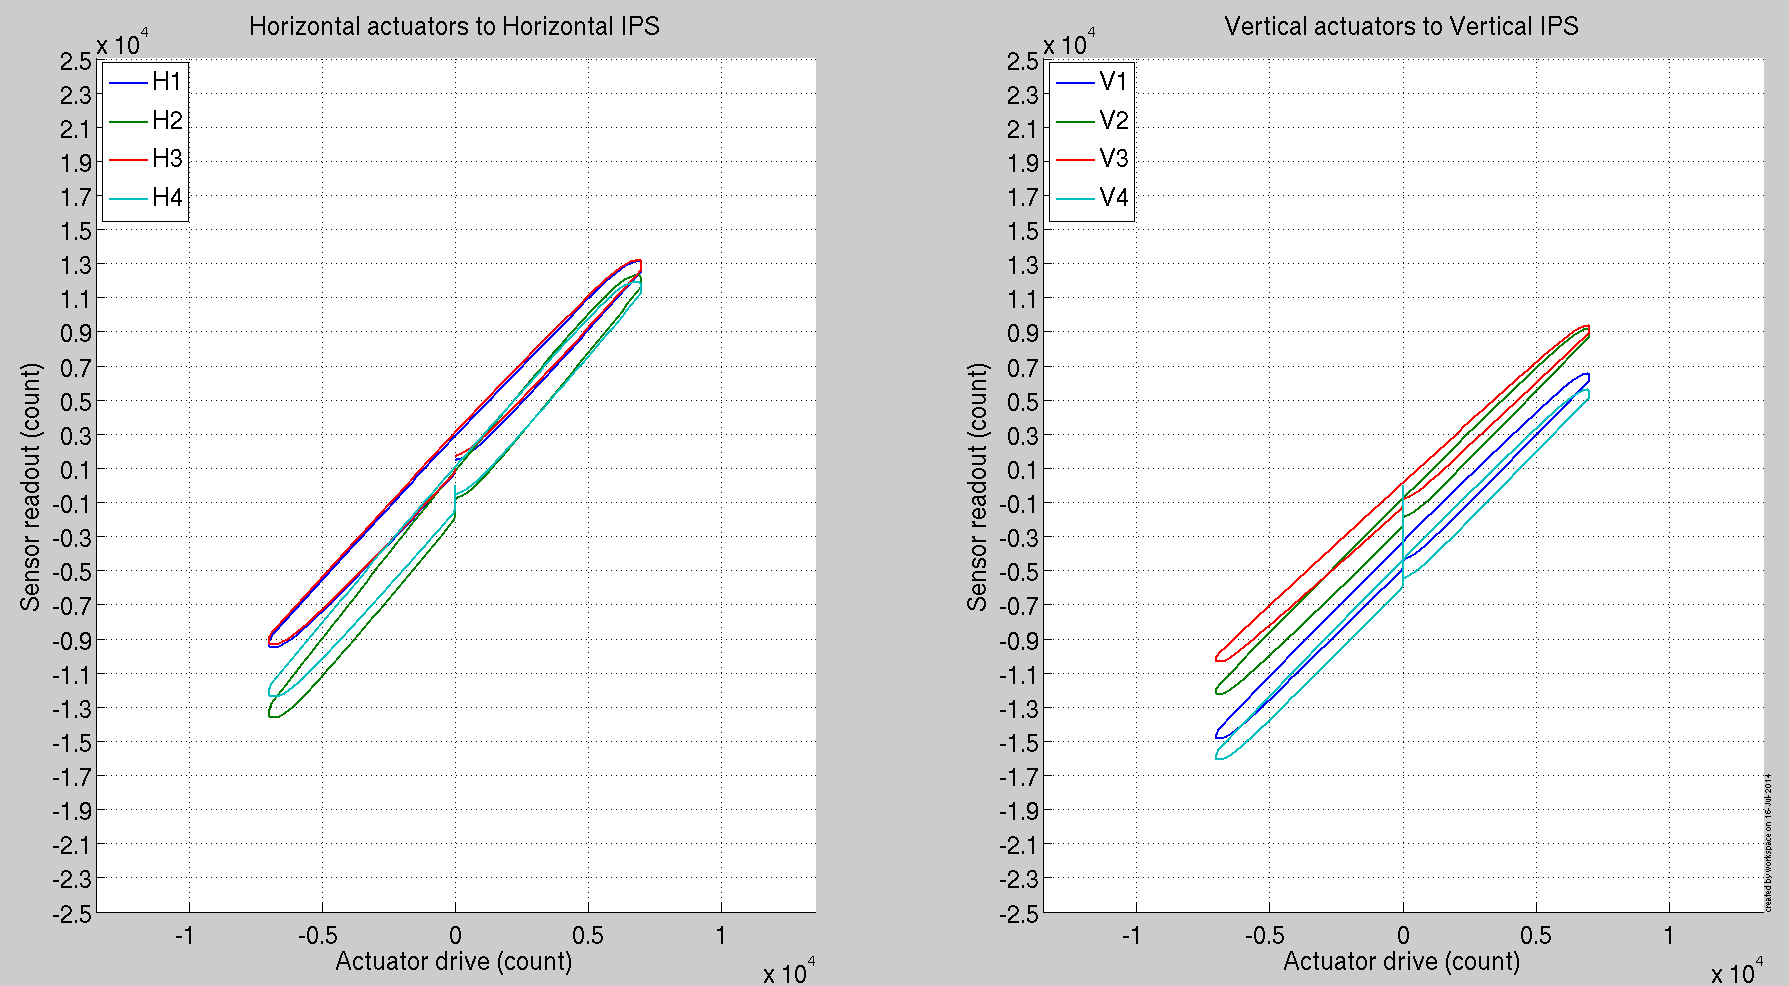 Horizontal actuators to Horizontal IPS
x 10^4
2.5
2.3
2.1
1.9
1.7
1.5
1.3
1.1
0.9
0.7
0.5
0.3
0.1
-0.1
-0.3
-0.5
-0.7
-0.9
-1.1
-1.3
-1.5
-1.7
-1.9
-2.1
-2.3
-2.5
H1
H2
H3
H4
Sensor readout (count)
-1 -0.5 0 0.5 1
Actuator drive (count)
x 10^4
Vertical actuators to Vertical IPS
x 10^4
2.5
2.3
2.1
1.9
1.7
1.5
1.3
1.1
0.9
0.7
0.5
0.3
0.1
-0.1
-0.3
-0.5
-0.7
-0.9
-1.1
-1.3
-1.5
-1.7
-1.9
-2.1
-2.3
-2.5
V1
V2
V3
V4
Sensor readout (count)
-1 -0.5 0 0.5 1
Actuator drive (count)
x 10^4
created by workspace on 16-Jul-2014